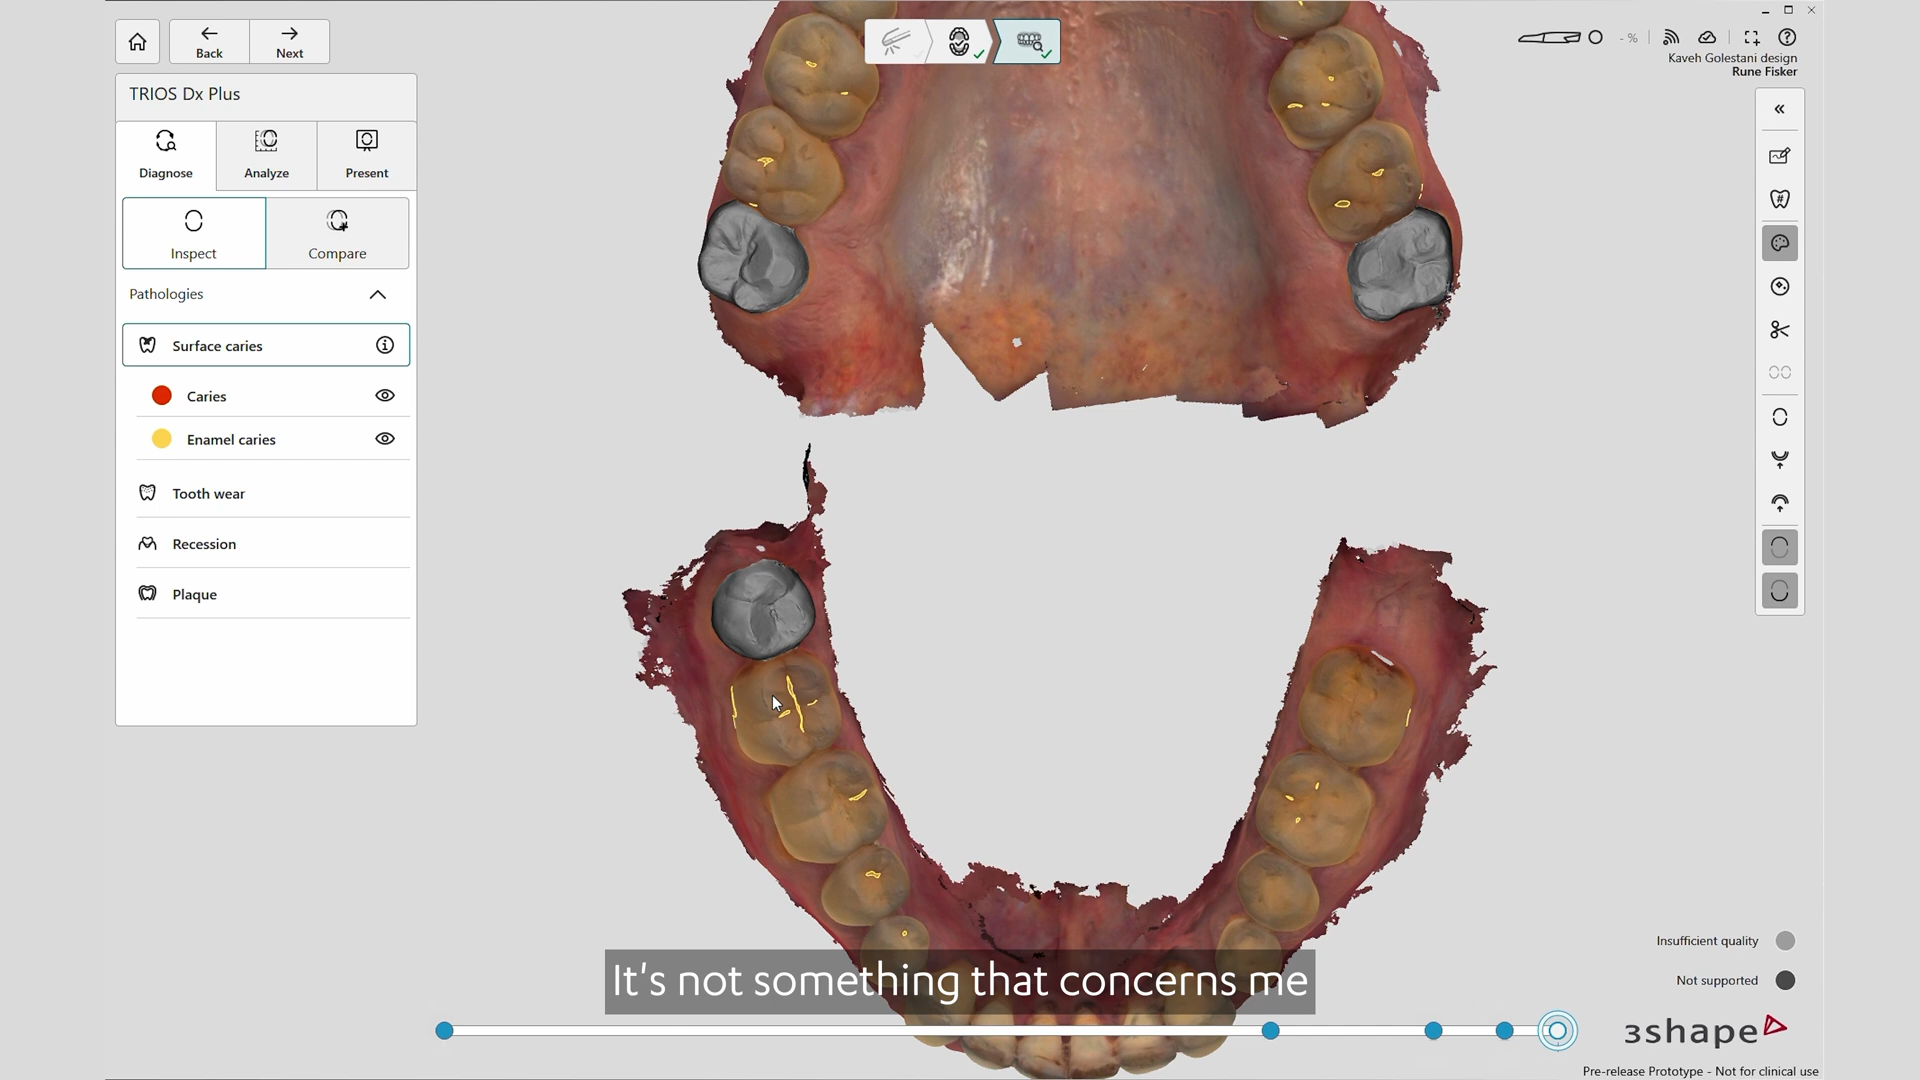 Back
Next
- %
Kaveh Golestani design
Rune Fisker
TRIOS Dx Plus
Diagnose
Analyze
Present
Inspect
Compare
Pathologies
Surface caries
Caries
Enamel caries
Tooth wear
Recession
Plaque
Insufficient quality
Not supported
It's not something that concerns me
3shape
Pre-release Prototype - Not for clinical use